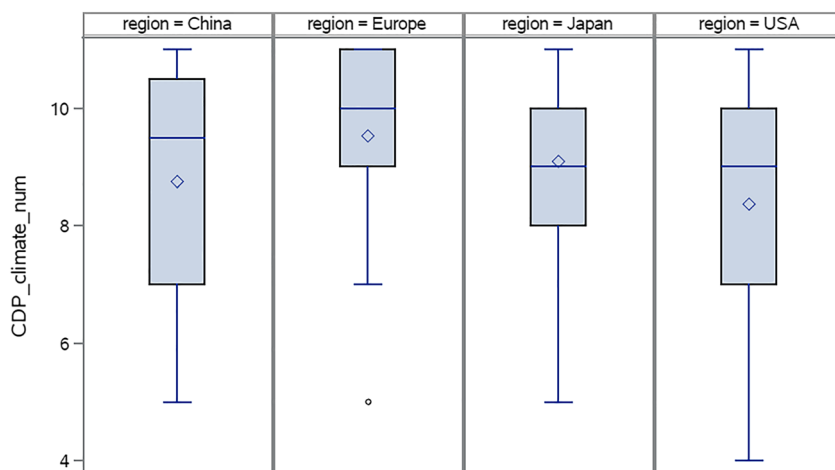 region = China
region = Europe
region = Japan
region = USA
CDP_climate_num
10
8
6
4